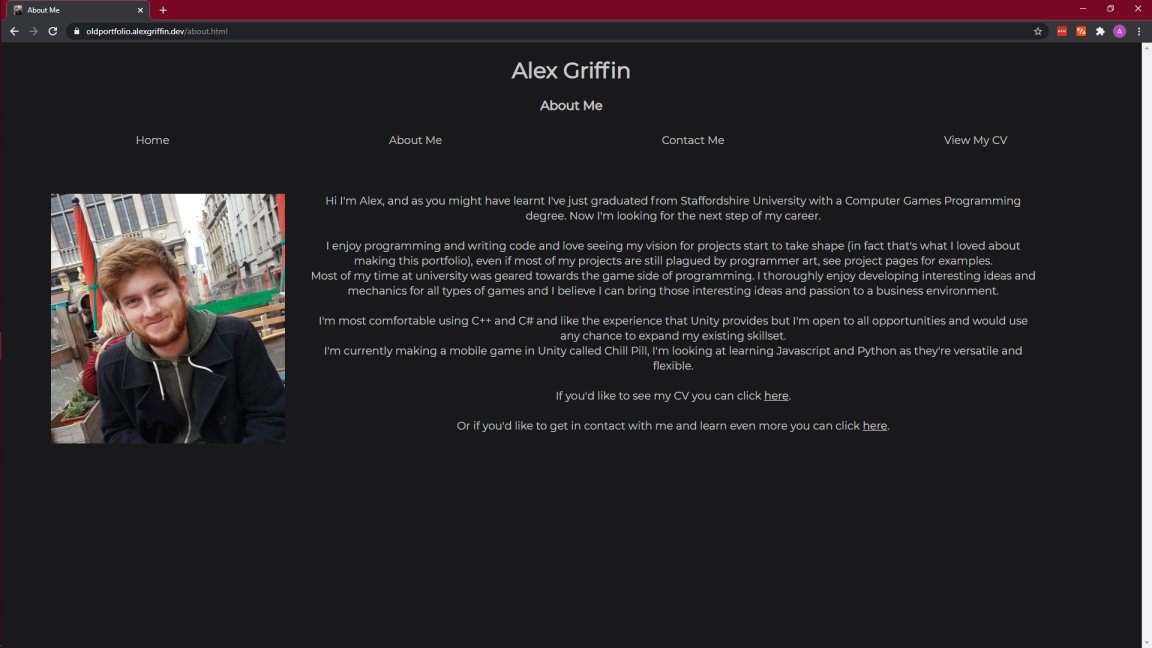 About Me
oldportfolio.alexgriffin.dev/about.html
A
Alex Griffin
About Me
Home
About Me
Contact Me
View My CV
Hi I'm Alex, and as you might have learnt I've just graduated from Staffordshire University with a Computer Games Programming
degree. Now I'm looking for the next step of my career.
I enjoy programming and writing code and love seeing my vision for projects start to take shape (in fact that's what I loved about
making this portfolio), even if most of my projects are still plagued by programmer art, see project pages for examples.
Most of my time at university was geared towards the game side of programming. I thoroughly enjoy developing interesting ideas and
mechanics for all types of games and I believe I can bring those interesting ideas and passion to a business environment.
I'm most comfortable using C++ and C# and like the experience that Unity provides but I'm open to all opportunities and would use
any chance to expand my existing skillset.
I'm currently making a mobile game in Unity called Chill Pill, I'm looking at learning Javascript and Python as they're versatile and
flexible.
If you'd like to see my CV you can click here.
Or if you'd like to get in contact with me and learn even more you can click here.